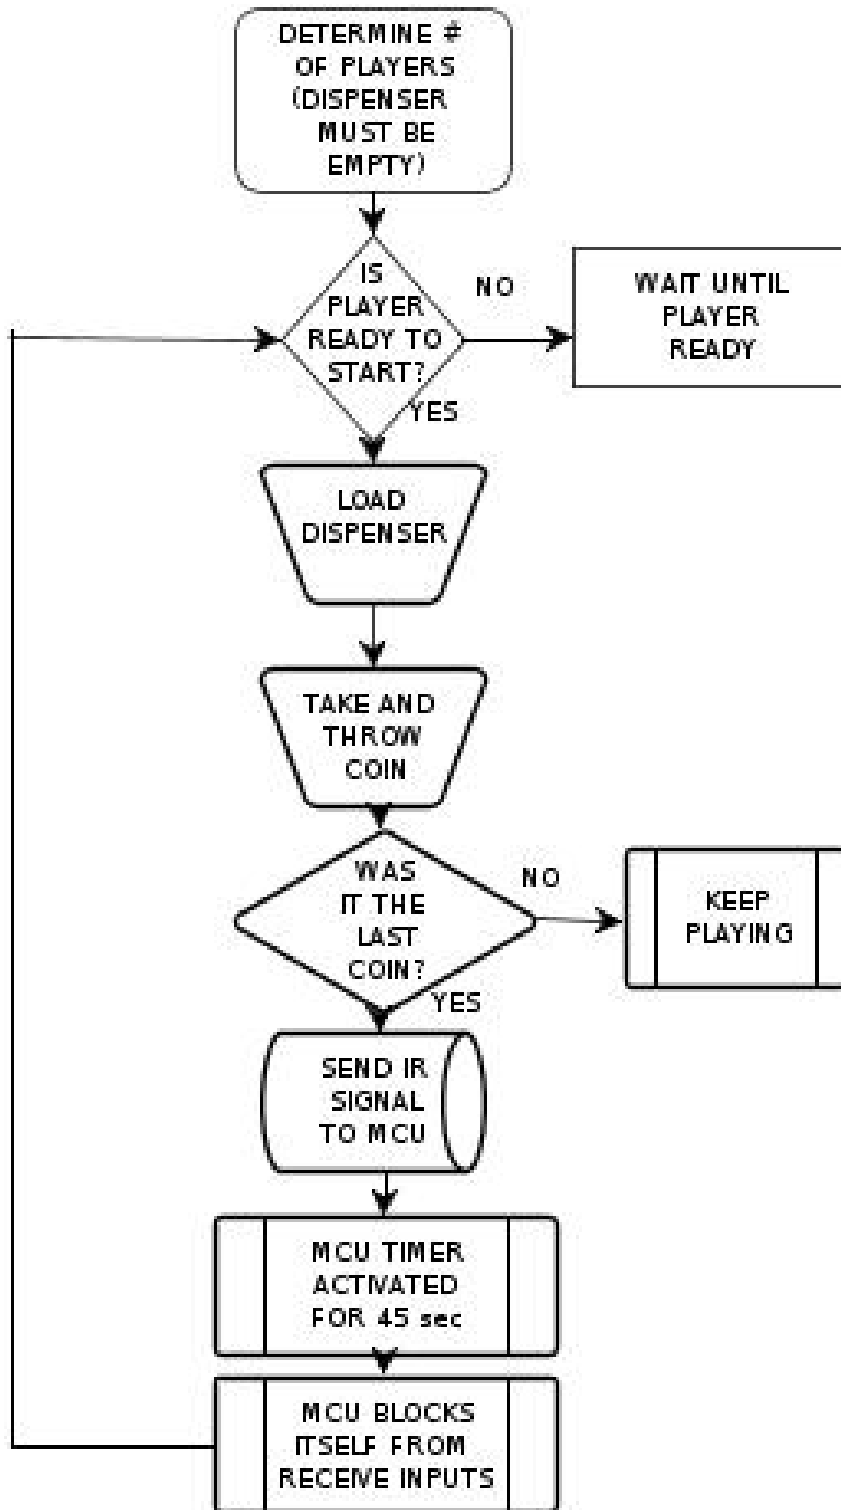 DETERMINE #
OF PLAYERS
(DISPENSER
MUST BE
EMPTY)
IS
PLAYER
READY TO
START?
NO
WAIT UNTIL
PLAYER
READY
YES
LOAD
DISPENSER
TAKE AND
THROW
COIN
WAS
IT THE
LAST
COIN?
NO
KEEP
PLAYING
YES
SEND IR
SIGNAL
TO MCU
MCU TIMER
ACTIVATED
FOR 45 sec
MCU BLOCKS
ITSELF FROM
RECEIVE INPUTS